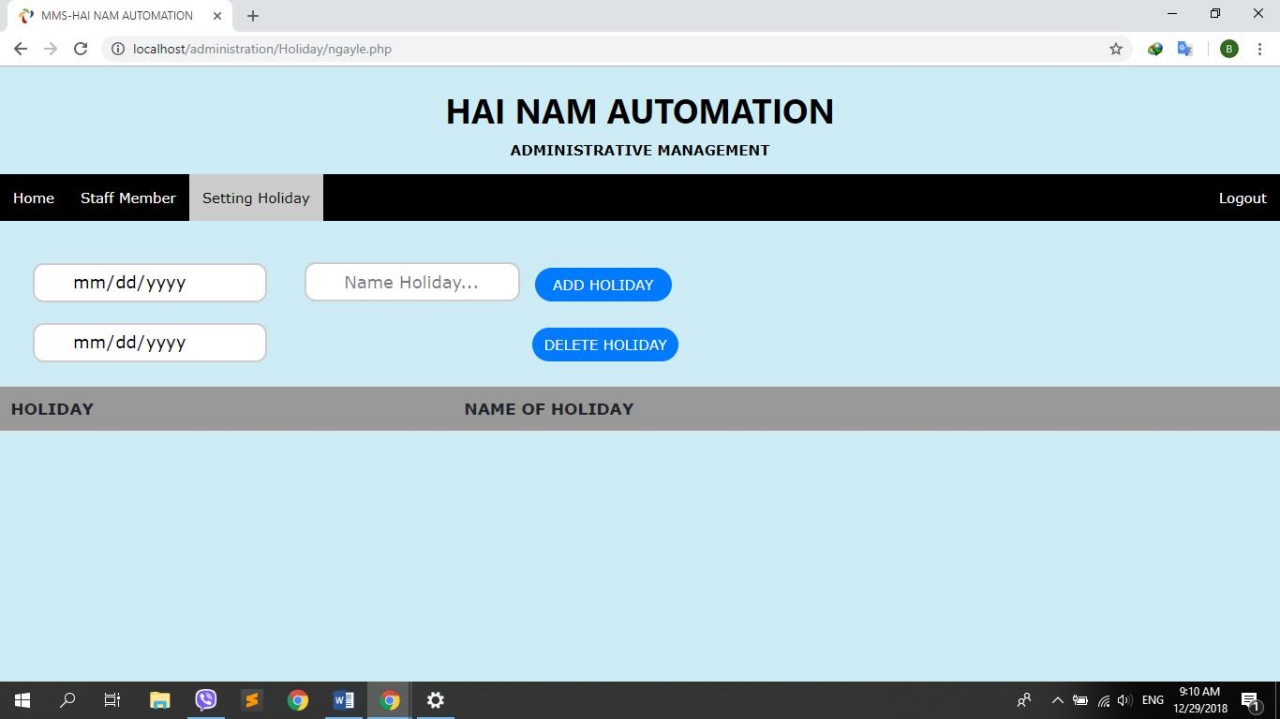 MMS-HAI NAM AUTOMATION
localhost/administration/Holiday/ngayle.php
B
HAI NAM AUTOMATION
ADMINISTRATIVE MANAGEMENT
Home Staff Member Setting Holiday Logout
mm/dd/yyyy Name Holiday... ADD HOLIDAY
mm/dd/yyyy DELETE HOLIDAY
HOLIDAY NAME OF HOLIDAY
ENG 9:10 AM
12/29/2018 1